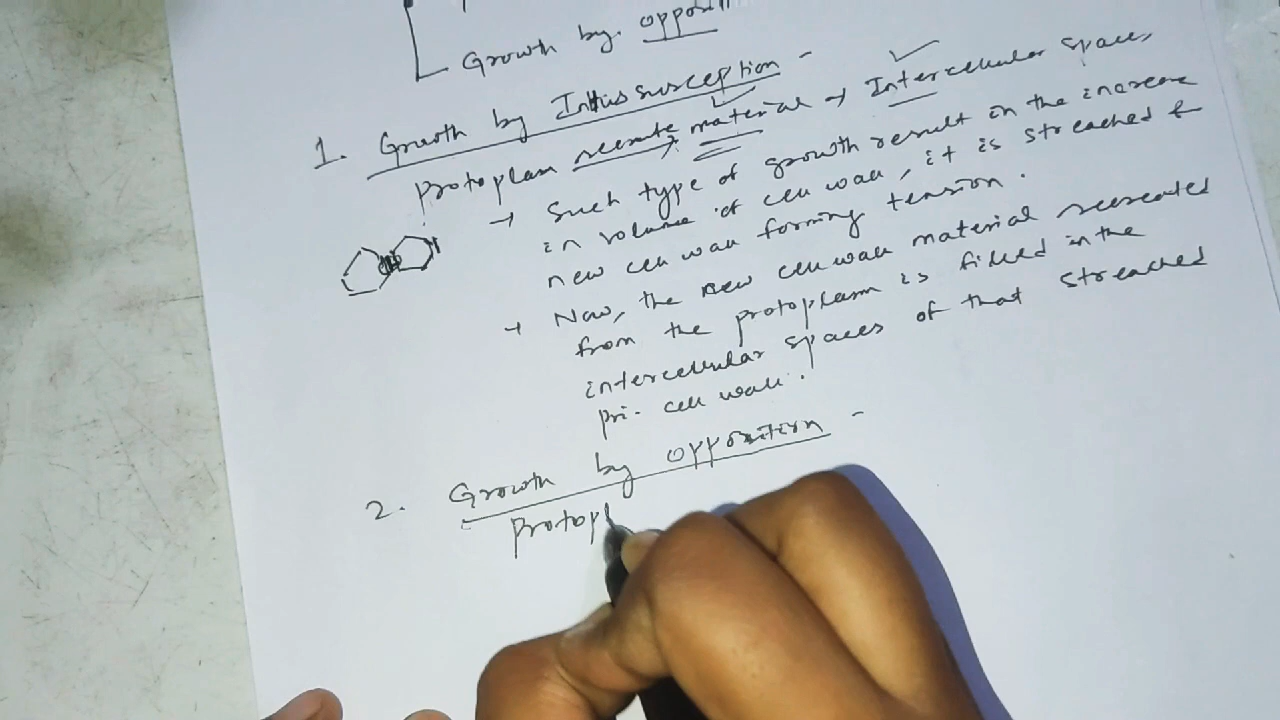 Growth by. opposi
1. Growth by Intussusception -
protoplasm secrete material → Intercellular spaces
→ Such type of growth result in the increase
in volume of cell wall, it is streached &
new cell wall forming tension.
→ Now, the new cell wall material secreated
from the protoplasm is filled in the
intercellular spaces of that streached
pri. cell wall.
2. Growth by opposition -
protopl